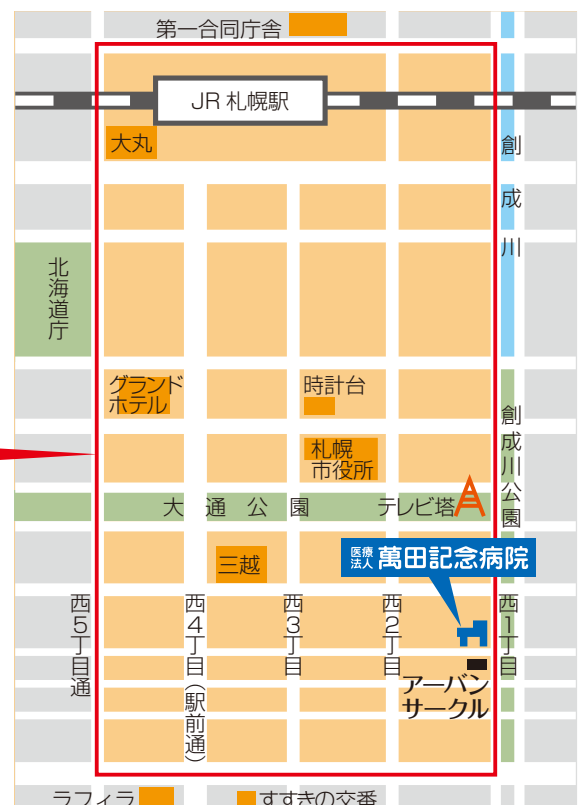 第一合同庁舎
JR 札幌駅
大丸
創成川
北海道庁
グランド
ホテル
時計台
札幌
市役所
創成川公園
大通公園
テレビ塔
三越
医療
法人
萬田記念病院
西5丁目通
西4丁目(駅前通)
西3丁目
西2丁目
西1丁目
アーバン
サークル
ラフィラ
すすきの交番